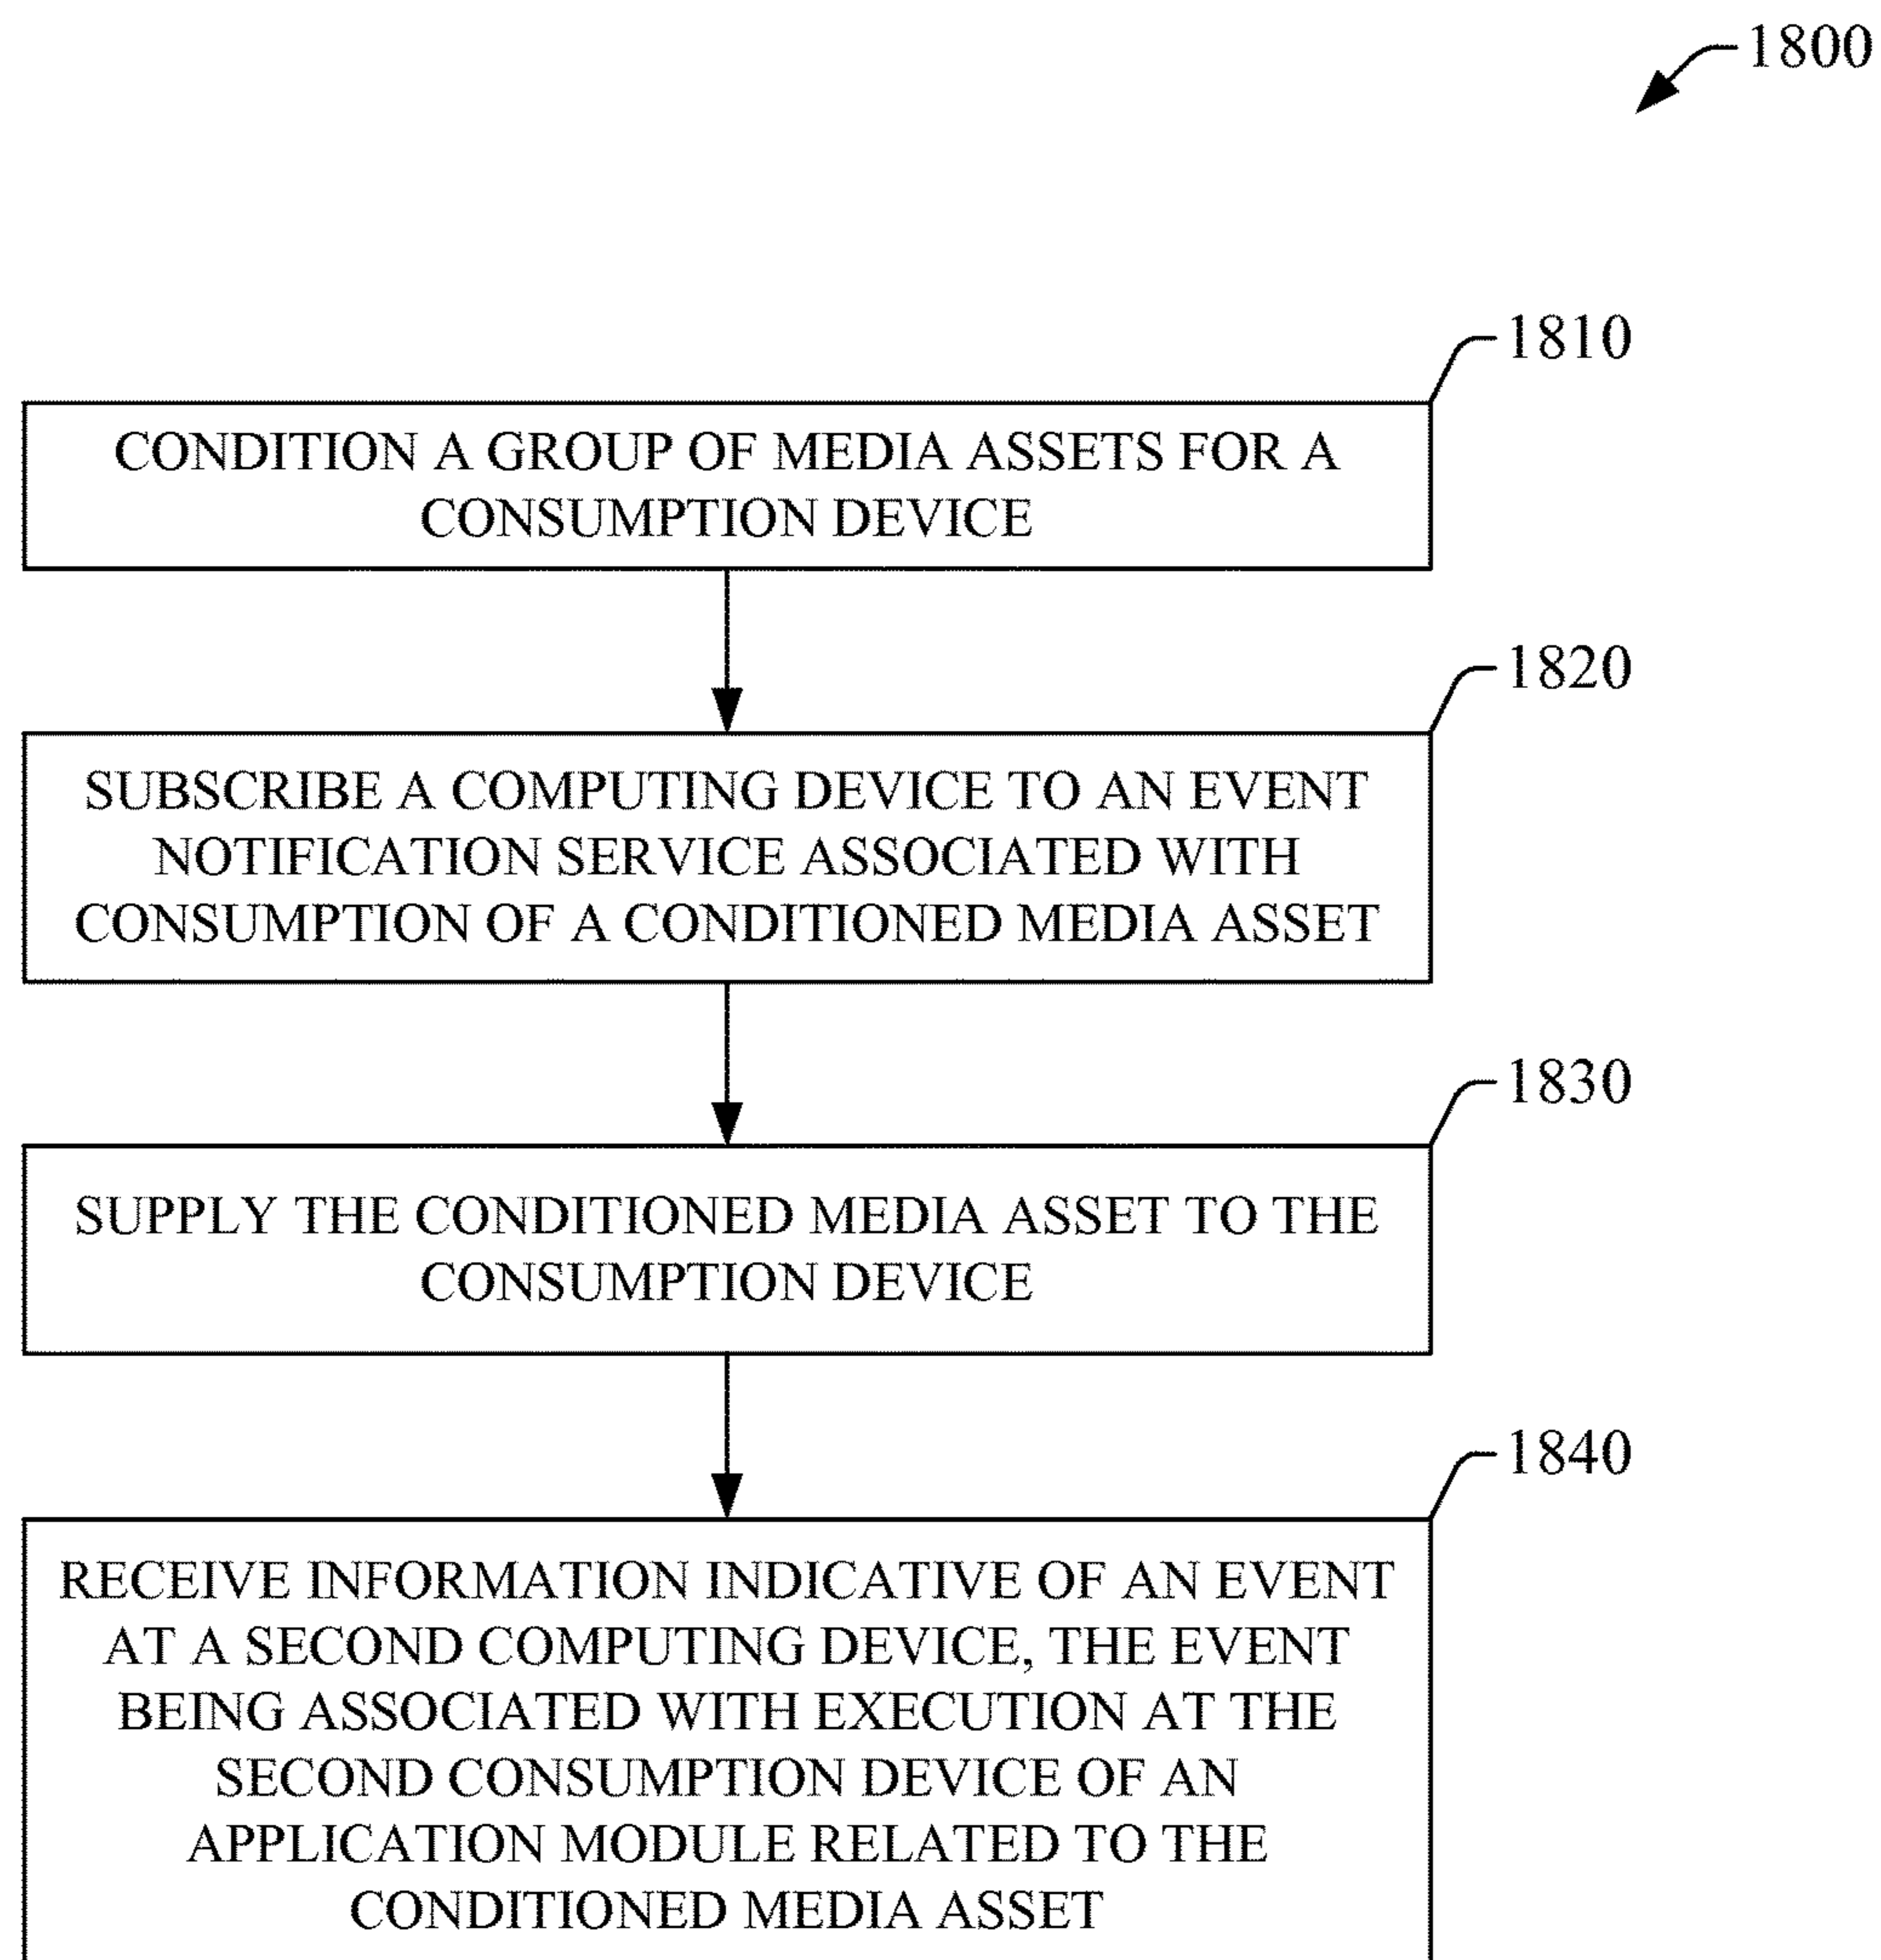 1800
1810
CONDITION A GROUP OF MEDIA ASSETS FOR A
CONSUMPTION DEVICE
1820
SUBSCRIBE A COMPUTING DEVICE TO AN EVENT
NOTIFICATION SERVICE ASSOCIATED WITH
CONSUMPTION OF A CONDITIONED MEDIA ASSET
1830
SUPPLY THE CONDITIONED MEDIA ASSET TO THE
CONSUMPTION DEVICE
1840
RECEIVE INFORMATION INDICATIVE OF AN EVENT
AT A SECOND COMPUTING DEVICE, THE EVENT
BEING ASSOCIATED WITH EXECUTION AT THE
SECOND CONSUMPTION DEVICE OF AN
APPLICATION MODULE RELATED TO THE
CONDITIONED MEDIA ASSET